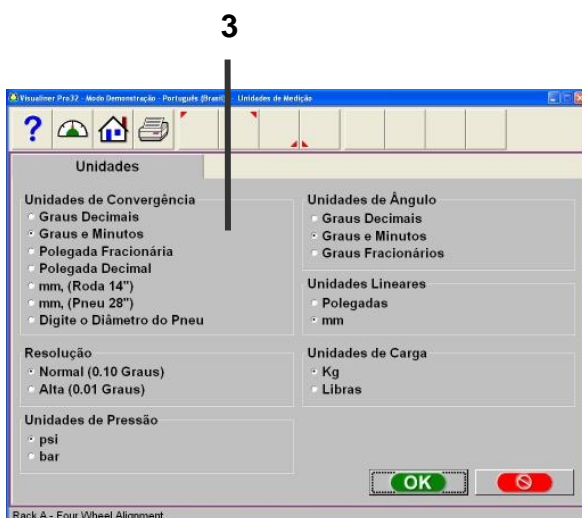 3
Visualiner Pro32 - Modo Demonstração - Português (Brasil) - Unidades de Medição
?
Unidades
Unidades de Convergência
Graus Decimais
Graus e Minutos
Polegada Fracionária
Polegada Decimal
mm, (Roda 14")
mm, (Pneu 28")
Digite o Diâmetro do Pneu
Resolução
Normal (0.10 Graus)
Alta (0.01 Graus)
Unidades de Pressão
psi
bar
Unidades de Ângulo
Graus Decimais
Graus e Minutos
Graus Fracionários
Unidades Lineares
Polegadas
mm
Unidades de Carga
Kg
Libras
OK
Rack A - Four Wheel Alignment